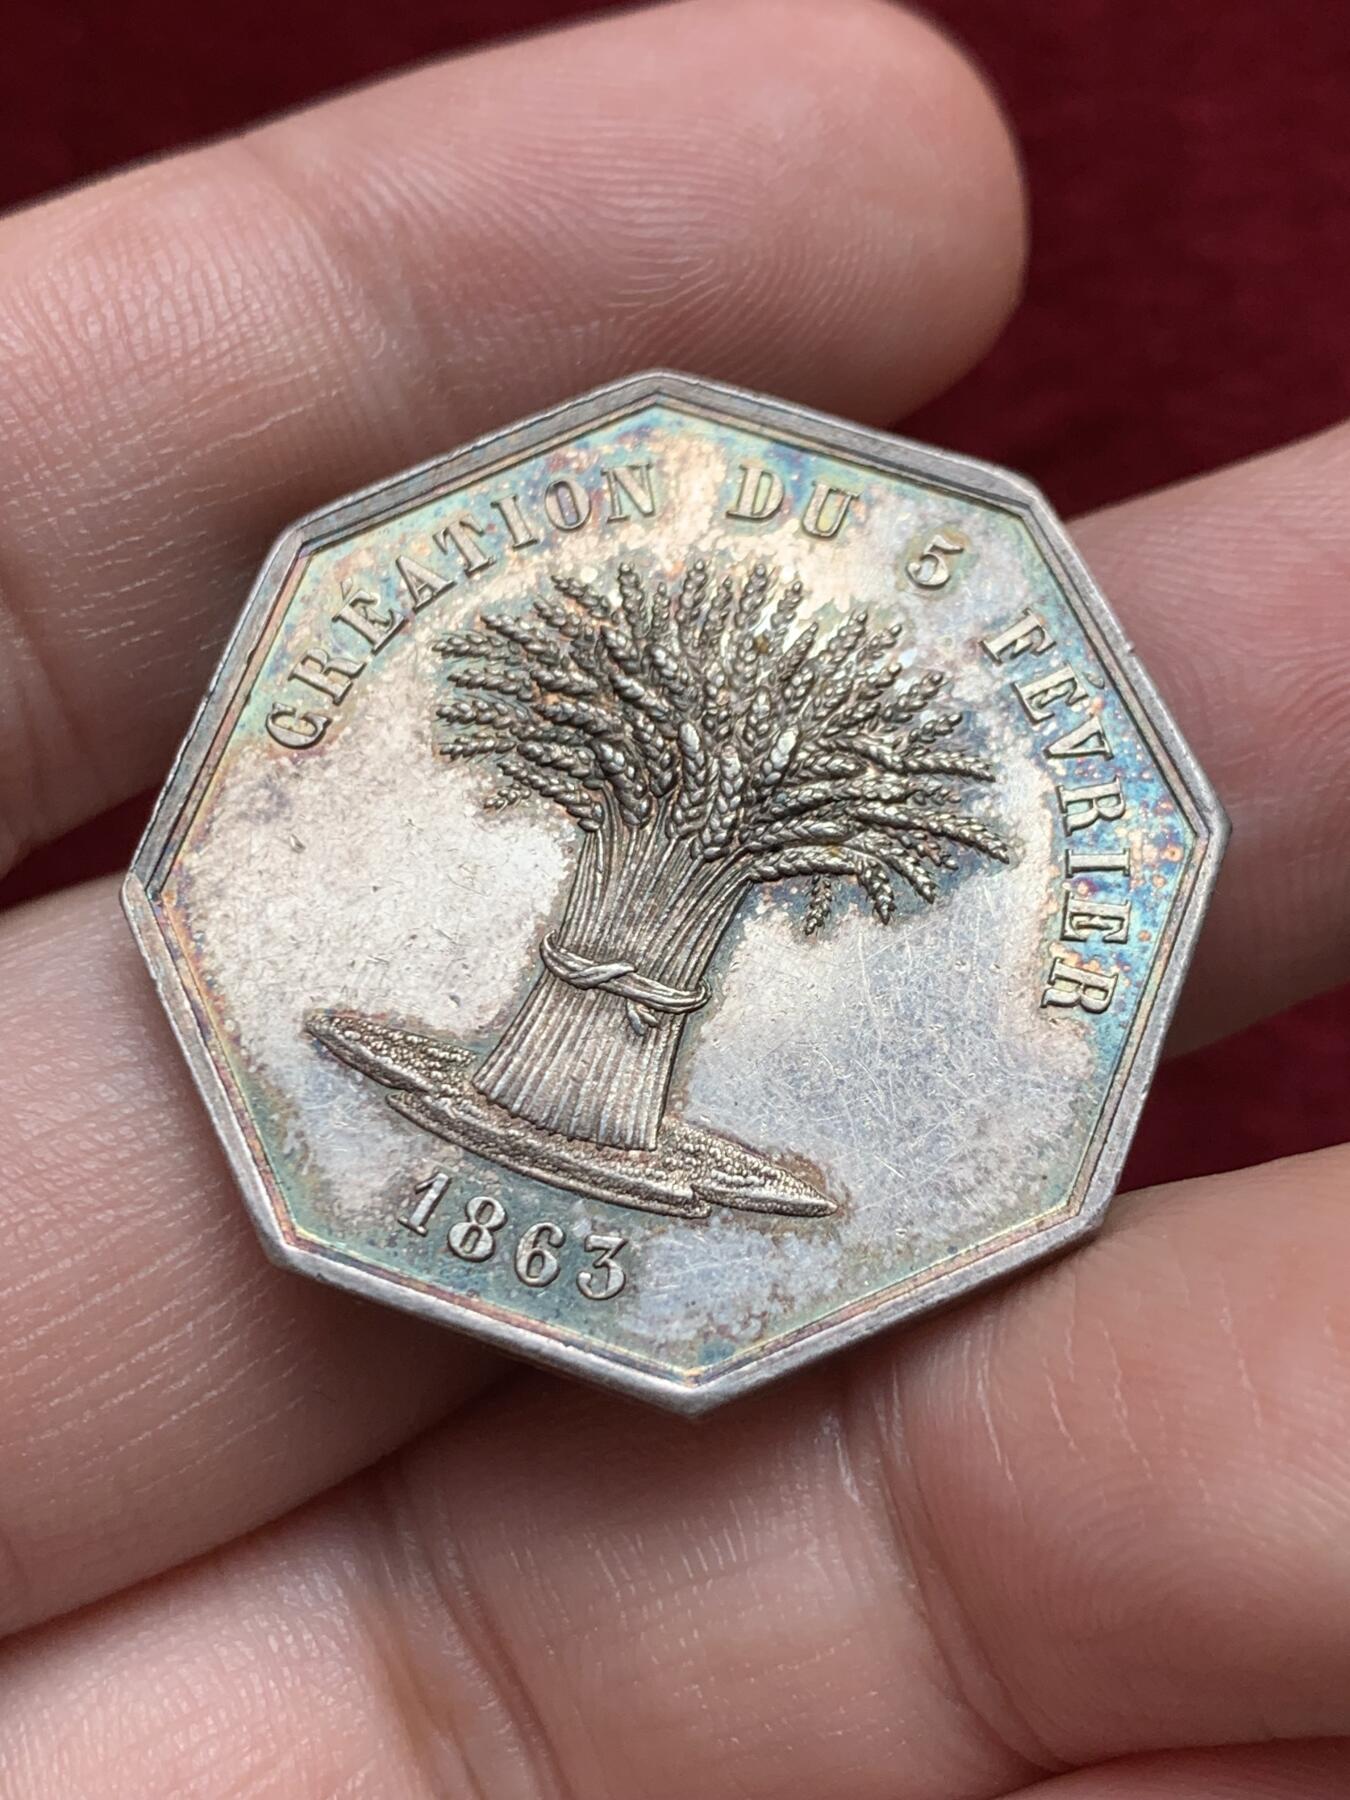 CRÉATION DU 5 FÉVRIER
1863